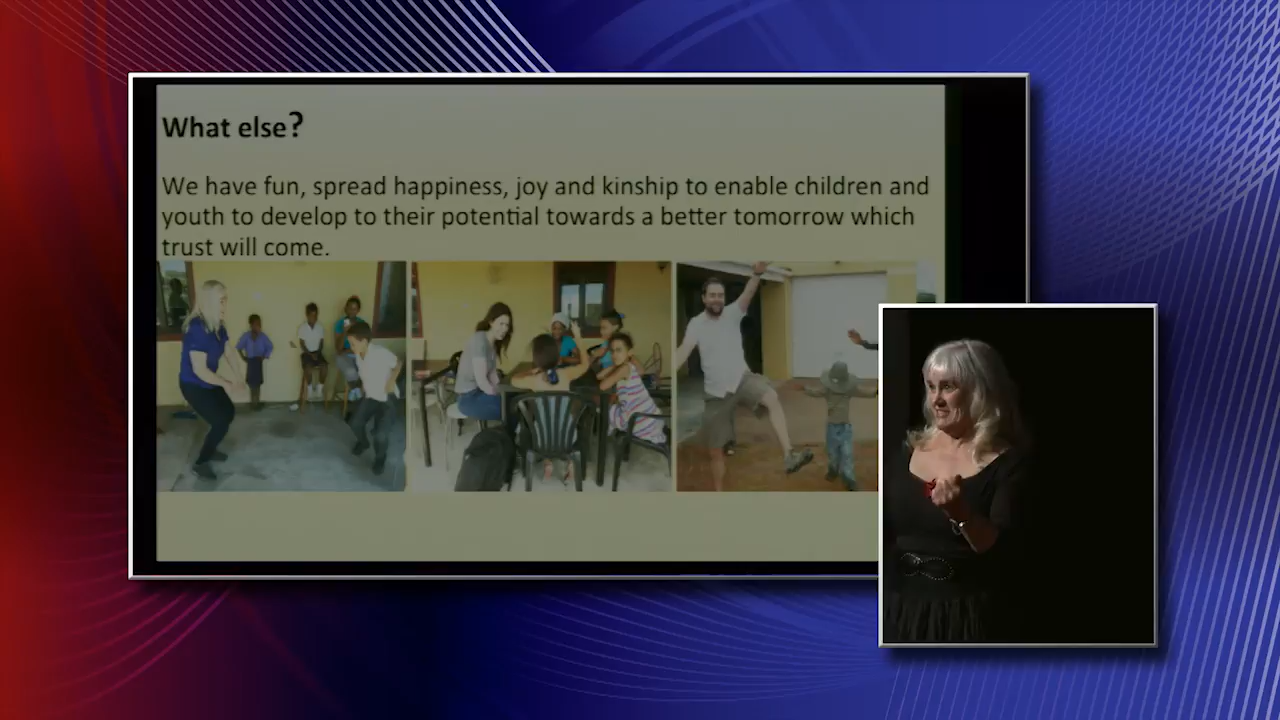 What else?
We have fun, spread happiness, joy and kinship to enable children and
youth to develop to their potential towards a better tomorrow which
trust will come.